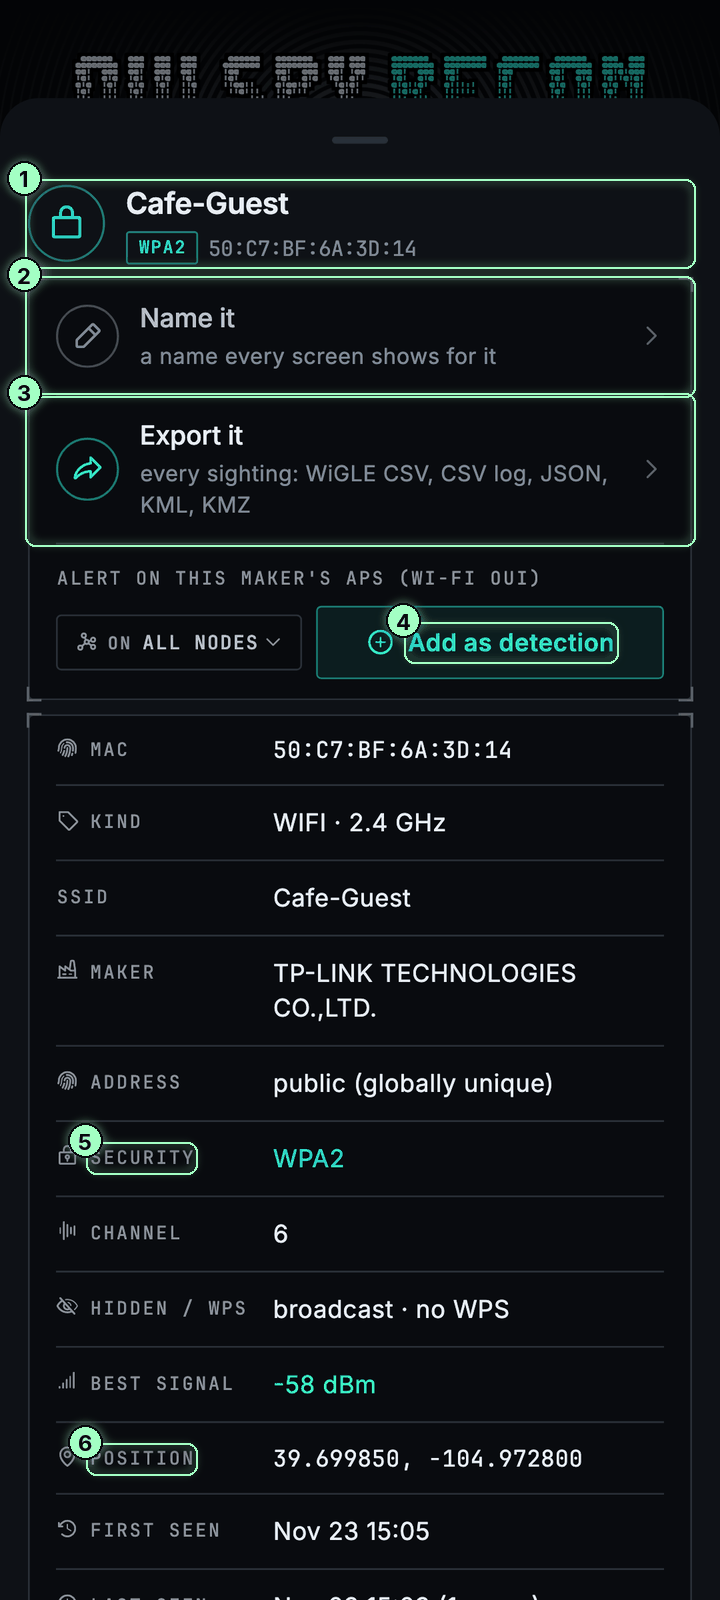 OUI SPY RECON
1
Cafe-Guest
WPA2 50:C7:BF:6A:3D:14
2
Name it
a name every screen shows for it
3
Export it
every sighting: WiGLE CSV, CSV log, JSON,
KML, KMZ
ALERT ON THIS MAKER'S APS (WI-FI OUI)
ON ALL NODES
4
Add as detection
MAC 50:C7:BF:6A:3D:14
KIND WIFI · 2.4 GHz
SSID Cafe-Guest
MAKER TP-LINK TECHNOLOGIES
CO.,LTD.
ADDRESS public (globally unique)
5
SECURITY WPA2
CHANNEL 6
HIDDEN / WPS broadcast · no WPS
BEST SIGNAL -58 dBm
6
POSITION 39.699850, -104.972800
FIRST SEEN Nov 23 15:05